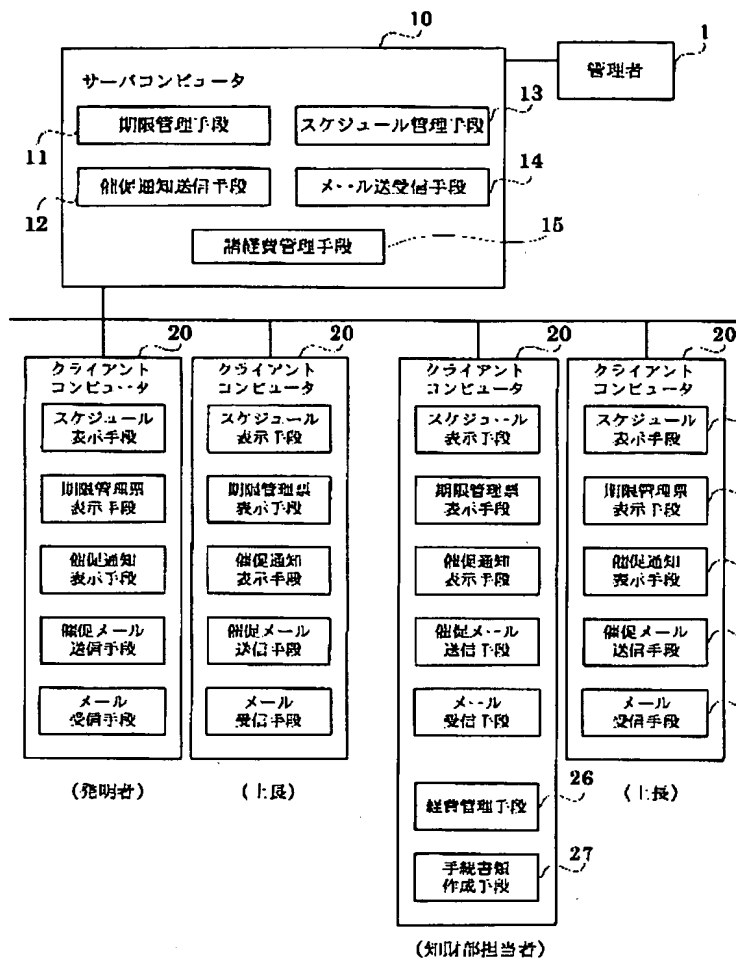 10
1
管理者
サーバコンピュータ
13
期限管理手段
スケジュール管理手段
11
14
催促通知送信手段
メール送受信手段
12
15
諸経費管理手段
20
20
20
20
クライアント
コンピュータ
スケジュール
表示手段
期限管理票
表示手段
催促通知
表示手段
催促メール
送信手段
メール
受信手段
(発明者)
クライアント
コンピュータ
スケジュール
表示手段
期限管理票
表示手段
催促通知
表示手段
催促メール
送信手段
メール
受信手段
(上長)
クライアント
コンピュータ
スケジュール
表示手段
期限管理票
表示手段
催促通知
表示手段
催促メール
送信手段
メール
受信手段
26
経費管理手段
27
手続書類
作成手段
(知財部担当者)
クライアント
コンピュータ
スケジュール
表示手段
期限管理票
表示手段
催促通知
表示手段
催促メール
送信手段
メール
受信手段
(上長)